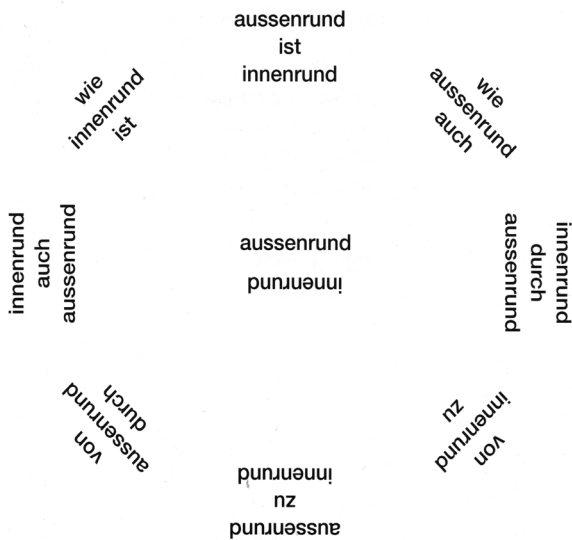 aussenrund
ist
innenrund
wie
aussenrund
auch
innenrund
durch
aussenrund
von
innenrund
zu
aussenrund
zu
innenrund
von
aussenrund
durch
innenrund
auch
aussenrund
wie
innenrund
ist
aussenrund
innenrund